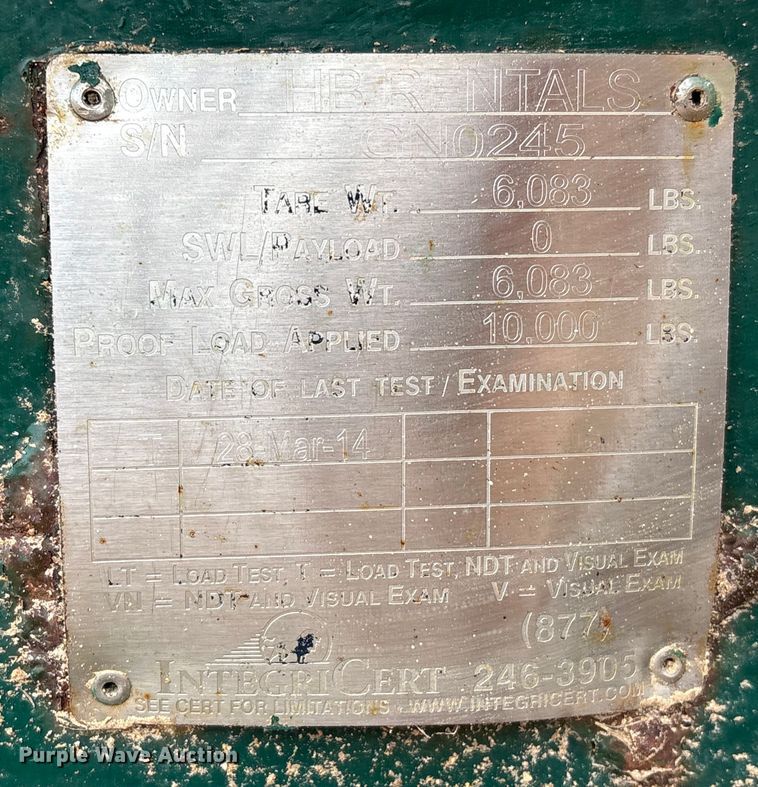 OWNER HB RENTALS
S/N GN0245
TARE WT. 6,083 LBS.
SWL/PAYLOAD 0 LBS.
MAX GROSS WT. 6,083 LBS.
PROOF LOAD APPLIED 10,000 LBS.
DATE OF LAST TEST / EXAMINATION
T 28-Mar-14
LT = LOAD TEST, T = LOAD TEST, NDT AND VISUAL EXAM
VN = NDT AND VISUAL EXAM V = VISUAL EXAM
(877)
INTEGRICERT 246-3905
SEE CERT FOR LIMITATIONS WWW.INTEGRICERT.COM
Purple Wave Auction